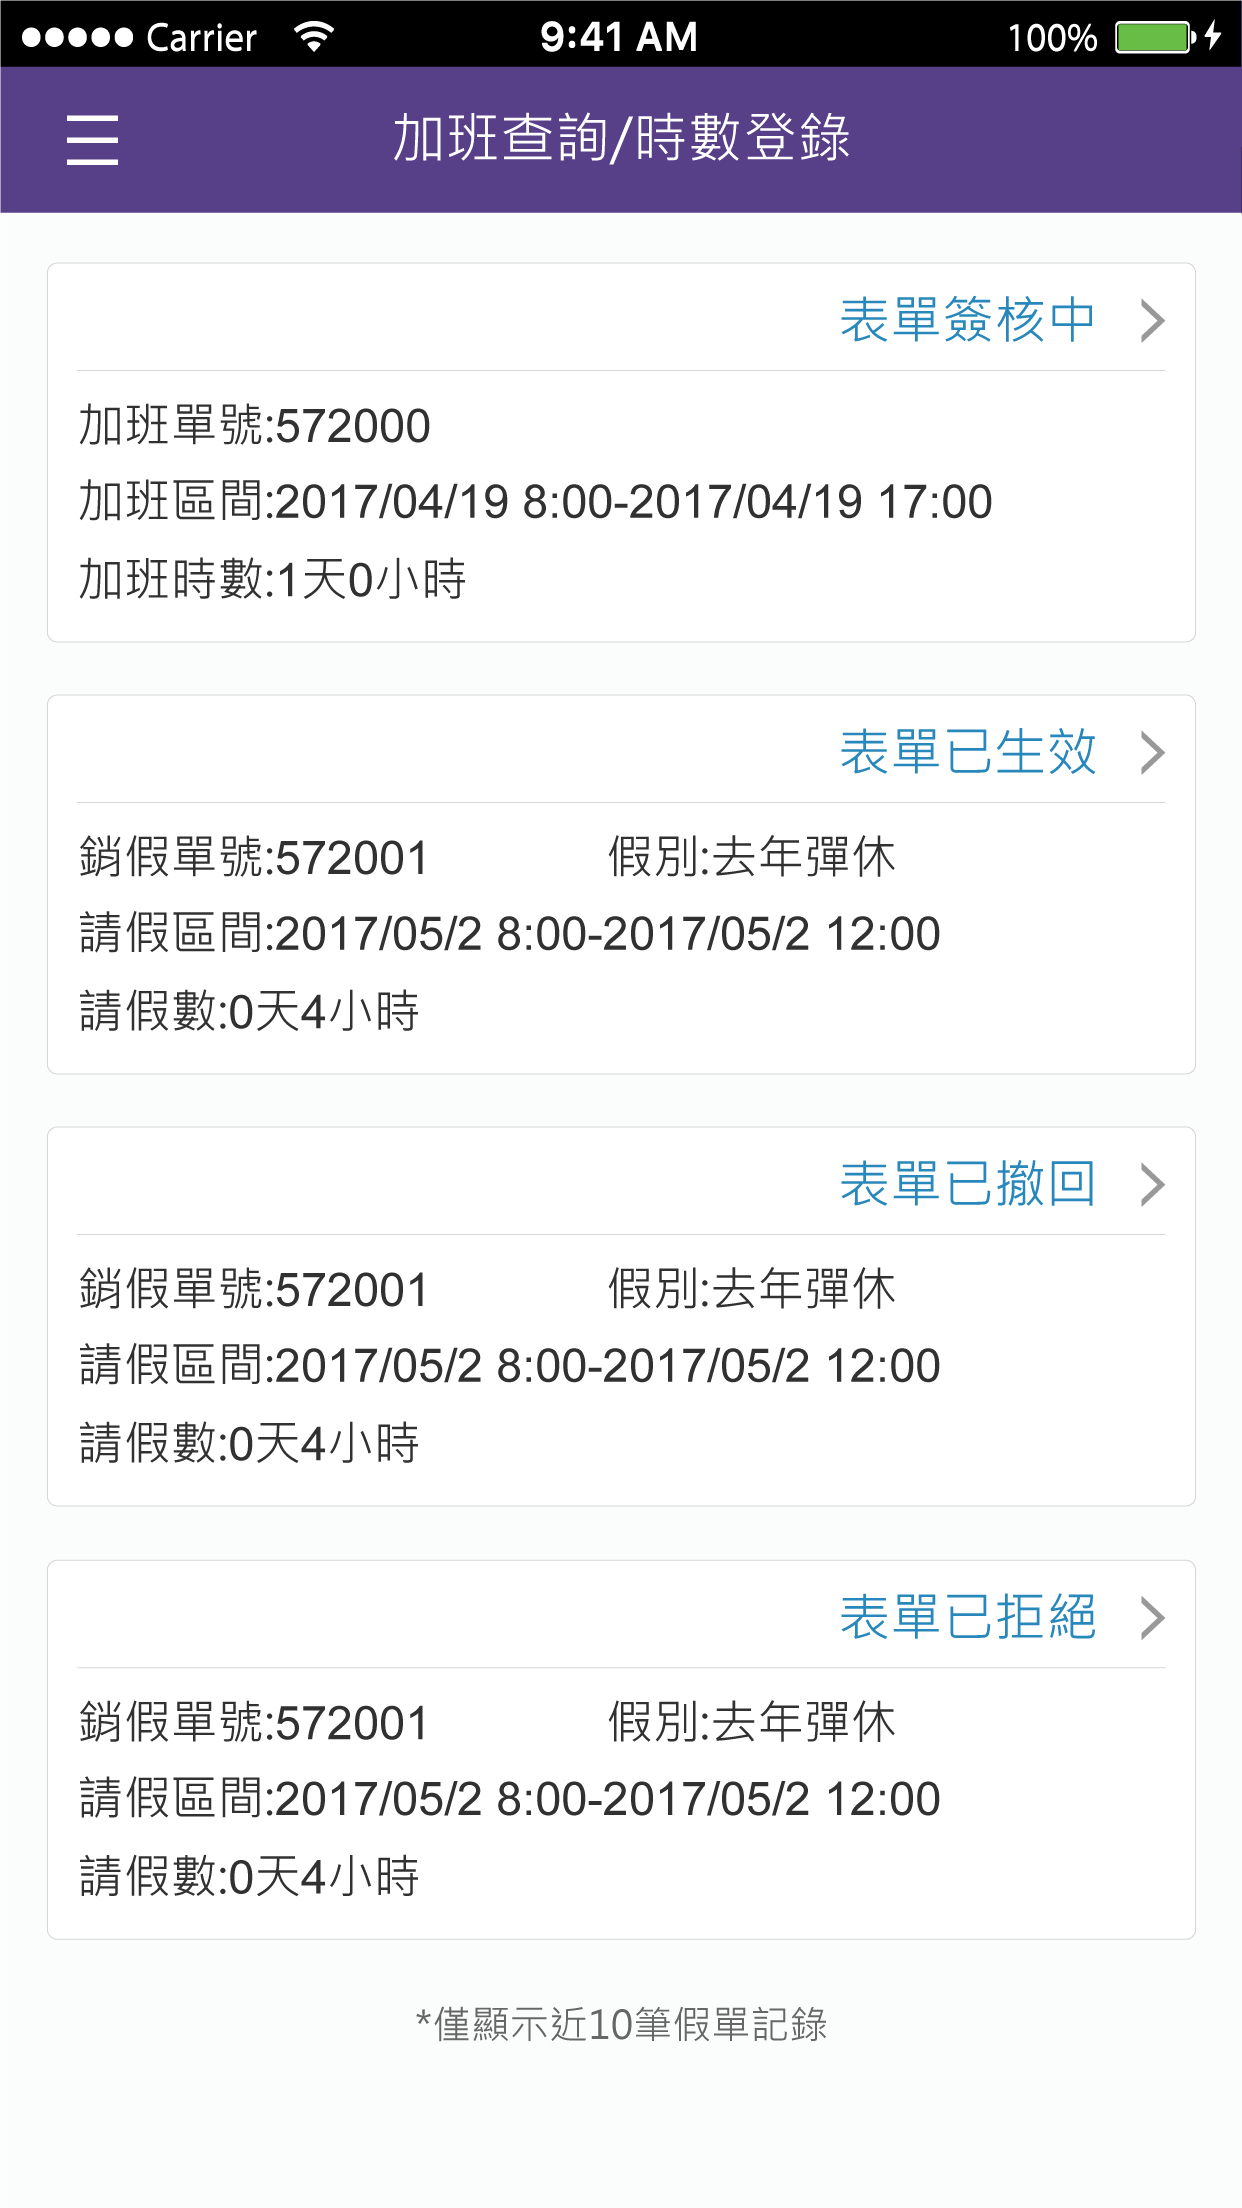 Carrier 9:41 AM 100%
加班查詢/時數登錄
表單簽核中
加班單號:572000
加班區間:2017/04/19 8:00-2017/04/19 17:00
加班時數:1天0小時
表單已生效
銷假單號:572001 假別:去年彈休
請假區間:2017/05/2 8:00-2017/05/2 12:00
請假數:0天4小時
表單已撤回
銷假單號:572001 假別:去年彈休
請假區間:2017/05/2 8:00-2017/05/2 12:00
請假數:0天4小時
表單已拒絕
銷假單號:572001 假別:去年彈休
請假區間:2017/05/2 8:00-2017/05/2 12:00
請假數:0天4小時
*僅顯示近10筆假單記錄